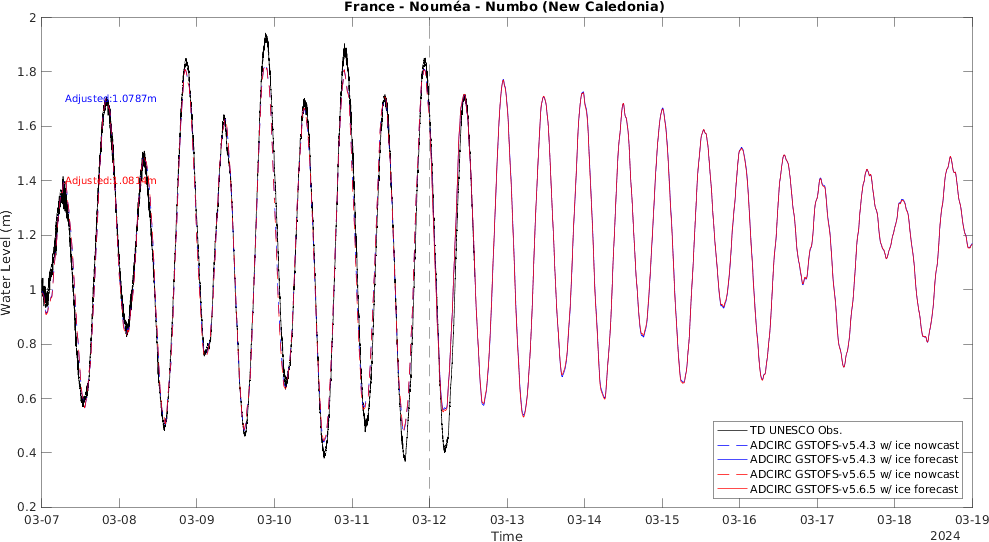 France - Nouméa - Numbo (New Caledonia)
2
1.8
1.6
1.4
1.2
1
0.8
0.6
0.4
0.2
Water Level (m)
Adjusted:1.0787m
TD UNESCO Obs.
ADCIRC GSTOFS-v5.4.3 w/ ice nowcast
ADCIRC GSTOFS-v5.4.3 w/ ice forecast
ADCIRC GSTOFS-v5.6.5 w/ ice nowcast
ADCIRC GSTOFS-v5.6.5 w/ ice forecast
03-07 03-08 03-09 03-10 03-11 03-12 03-13 03-14 03-15 03-16 03-17 03-18 03-19
Time
2024